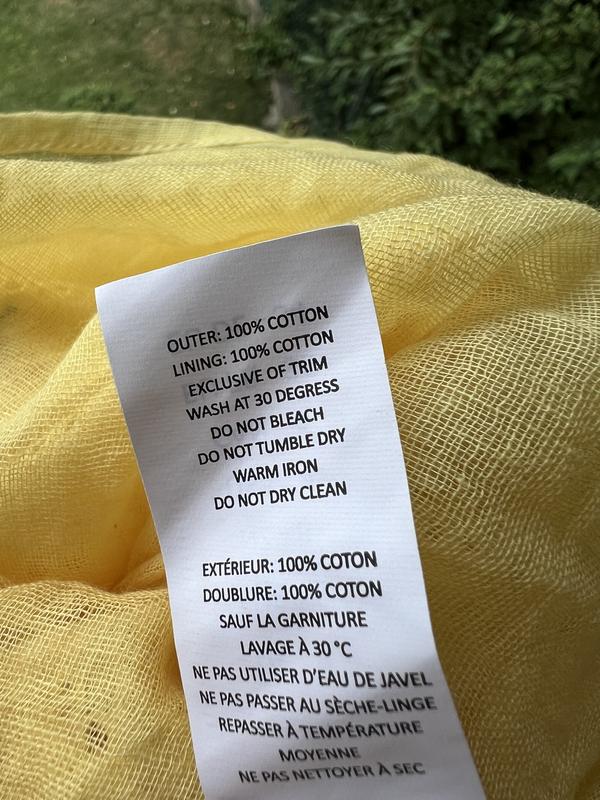 OUTER: 100% COTTON
LINING: 100% COTTON
EXCLUSIVE OF TRIM
WASH AT 30 DEGRESS
DO NOT BLEACH
DO NOT TUMBLE DRY
WARM IRON
DO NOT DRY CLEAN
EXTÉRIEUR: 100% COTON
DOUBLURE: 100% COTON
SAUF LA GARNITURE
LAVAGE À 30 °C
NE PAS UTILISER D'EAU DE JAVEL
NE PAS PASSER AU SÈCHE-LINGE
REPASSER À TEMPÉRATURE
MOYENNE
NE PAS NETTOYER À SEC